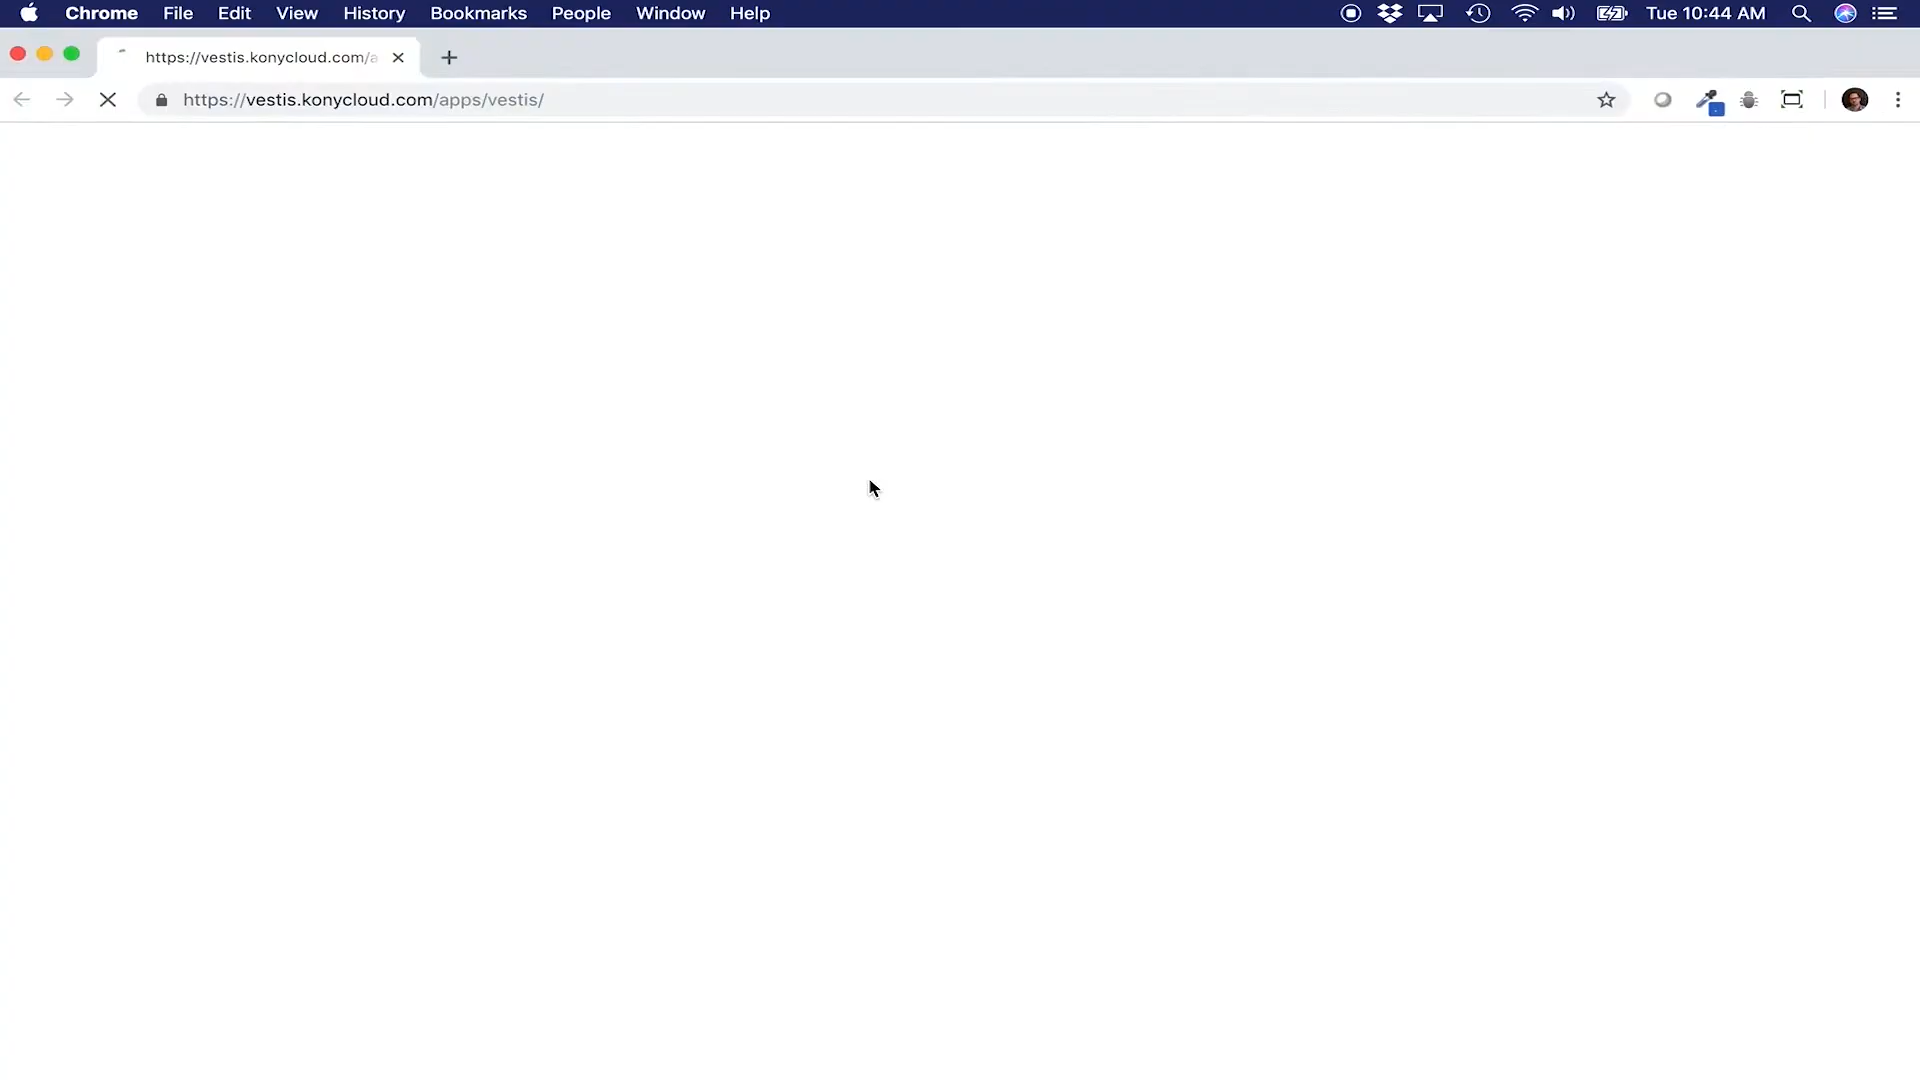 Chrome File Edit View History Bookmarks People Window Help Tue 10:44 AM
https://vestis.konycloud.com/a
https://vestis.konycloud.com/apps/vestis/